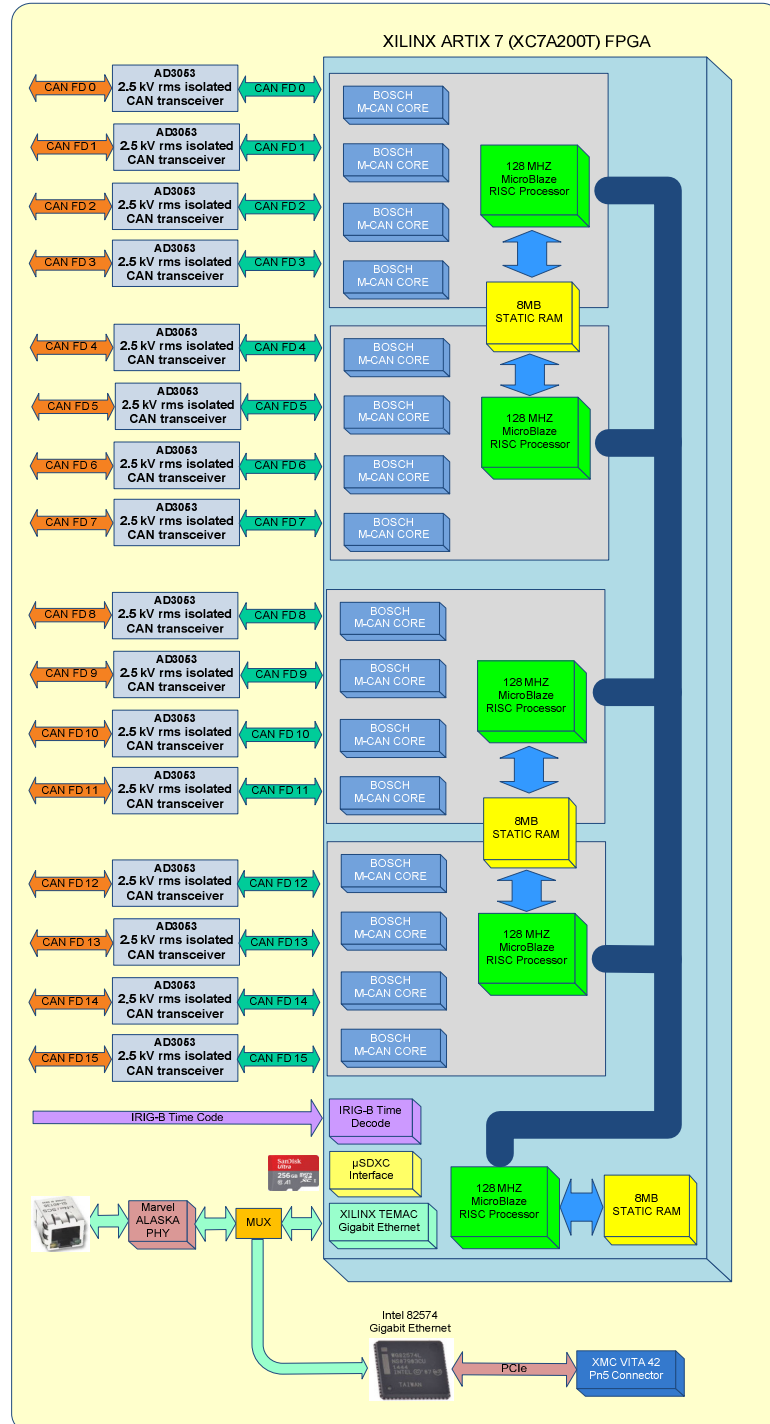 XILINX ARTIX 7 (XC7A200T) FPGA
CAN FD 0
AD3053
2.5 kV rms isolated
CAN transceiver
CAN FD 0
BOSCH
M-CAN CORE
CAN FD 1
AD3053
2.5 kV rms isolated
CAN transceiver
CAN FD 1
BOSCH
M-CAN CORE
128 MHZ
MicroBlaze
RISC Processor
CAN FD 2
AD3053
2.5 kV rms isolated
CAN transceiver
CAN FD 2
BOSCH
M-CAN CORE
CAN FD 3
AD3053
2.5 kV rms isolated
CAN transceiver
CAN FD 3
BOSCH
M-CAN CORE
8MB
STATIC RAM
CAN FD 4
AD3053
2.5 kV rms isolated
CAN transceiver
CAN FD 4
BOSCH
M-CAN CORE
CAN FD 5
AD3053
2.5 kV rms isolated
CAN transceiver
CAN FD 5
BOSCH
M-CAN CORE
128 MHZ
MicroBlaze
RISC Processor
CAN FD 6
AD3053
2.5 kV rms isolated
CAN transceiver
CAN FD 6
BOSCH
M-CAN CORE
CAN FD 7
AD3053
2.5 kV rms isolated
CAN transceiver
CAN FD 7
BOSCH
M-CAN CORE
CAN FD 8
AD3053
2.5 kV rms isolated
CAN transceiver
CAN FD 8
BOSCH
M-CAN CORE
CAN FD 9
AD3053
2.5 kV rms isolated
CAN transceiver
CAN FD 9
BOSCH
M-CAN CORE
128 MHZ
MicroBlaze
RISC Processor
CAN FD 10
AD3053
2.5 kV rms isolated
CAN transceiver
CAN FD 10
BOSCH
M-CAN CORE
CAN FD 11
AD3053
2.5 kV rms isolated
CAN transceiver
CAN FD 11
BOSCH
M-CAN CORE
8MB
STATIC RAM
CAN FD 12
AD3053
2.5 kV rms isolated
CAN transceiver
CAN FD 12
BOSCH
M-CAN CORE
CAN FD 13
AD3053
2.5 kV rms isolated
CAN transceiver
CAN FD 13
BOSCH
M-CAN CORE
128 MHZ
MicroBlaze
RISC Processor
CAN FD 14
AD3053
2,5 kV rms isolated
CAN transceiver
CAN FD 14
BOSCH
M-CAN CORE
CAN FD 15
AD3053
2.5 kV rms isolated
CAN transceiver
CAN FD 15
BOSCH
M-CAN CORE
IRIG-B Time Code
IRIG-B Time
Decode
SanDisk
Ultra
256GB
A1
µSDXC
Interface
128 MHZ
MicroBlaze
RISC Processor
8MB
STATIC RAM
Marvel
ALASKA
PHY
MUX
XILINX TEMAC
Gigabit Ethernet
Intel 82574
Gigabit Ethernet
INTEL
TAIWAN
PCIe
XMC VITA 42
Pn5 Connector